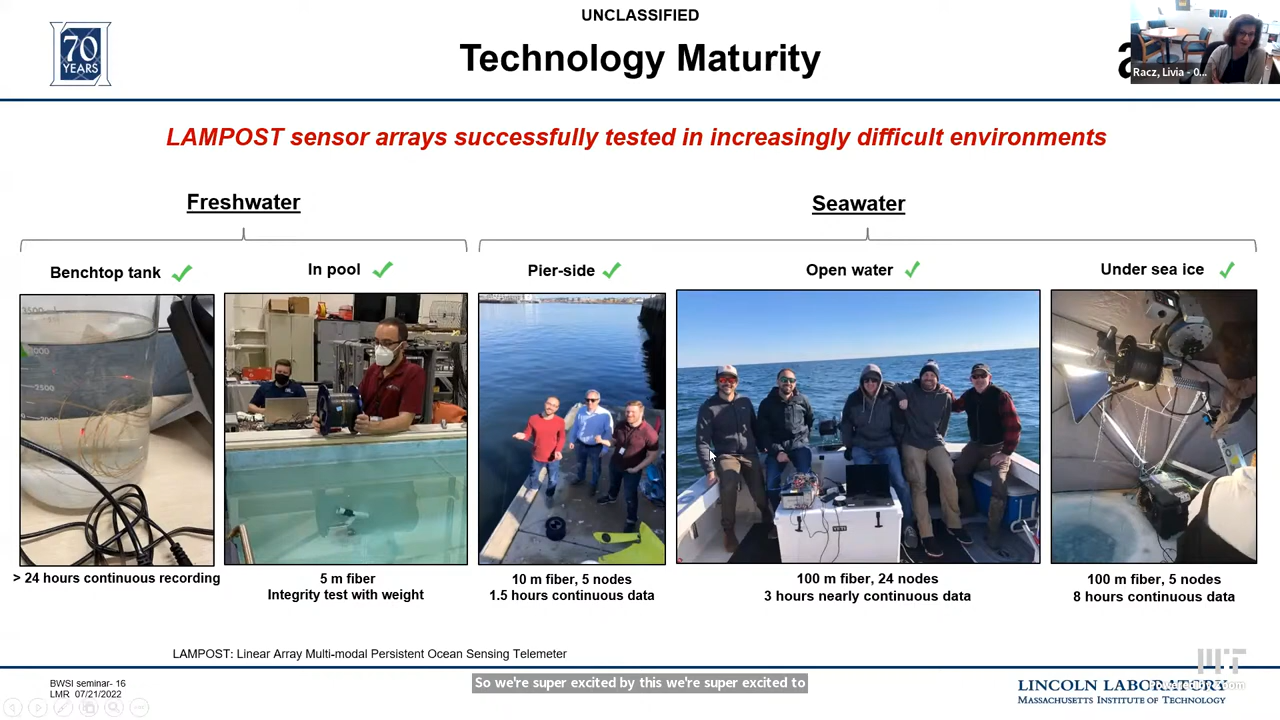 UNCLASSIFIED
70
YEARS
Technology Maturity
Racz, Livia - 0...
LAMPOST sensor arrays successfully tested in increasingly difficult environments
Freshwater
Seawater
Benchtop tank
In pool
Pier-side
Open water
Under sea ice
> 24 hours continuous recording
5 m fiber
Integrity test with weight
10 m fiber, 5 nodes
1.5 hours continuous data
100 m fiber, 24 nodes
3 hours nearly continuous data
100 m fiber, 5 nodes
8 hours continuous data
LAMPOST: Linear Array Multi-modal Persistent Ocean Sensing Telemeter
BWSI seminar- 16
LMR 07/21/2022
So we're super excited by this we're super excited to
LINCOLN LABORATORY
MASSACHUSETTS INSTITUTE OF TECHNOLOGY